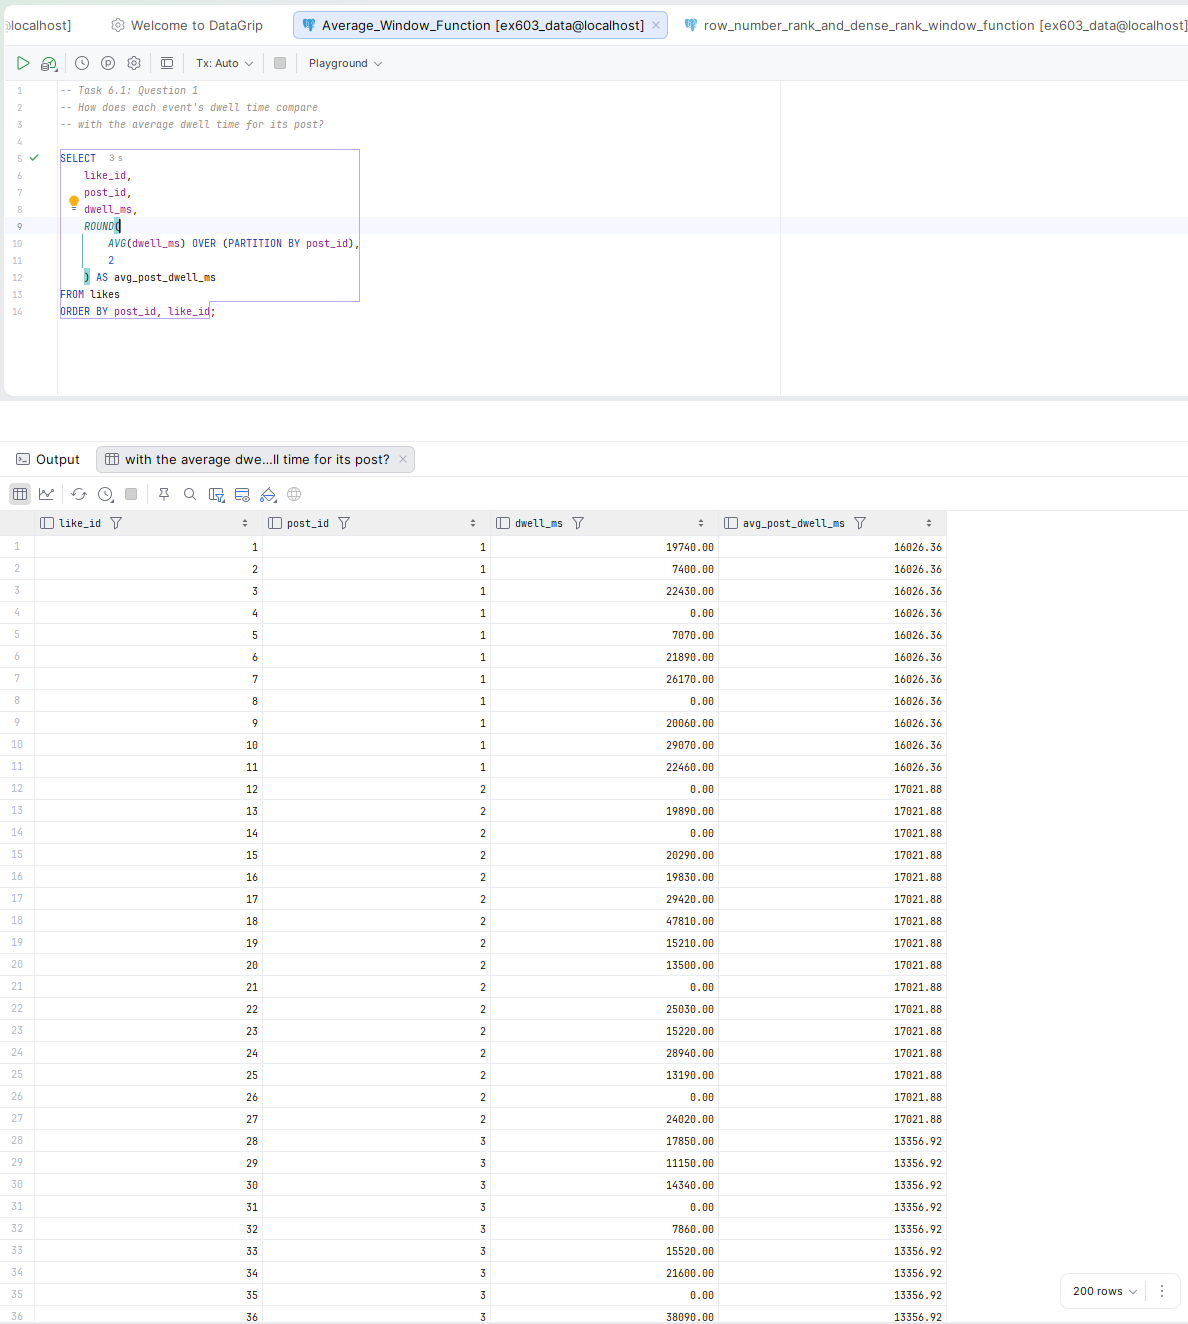 localhost]
Welcome to DataGrip
Average_Window_Function [ex603_data@localhost]
row_number_rank_and_dense_rank_window_function [ex603_data@localhost]
Tx: Auto
Playground
1 -- Task 6.1: Question 1
2 -- How does each event's dwell time compare
3 -- with the average dwell time for its post?
4
5 SELECT 3 s
6 like_id,
7 post_id,
8 dwell_ms,
9 ROUND(
10 AVG(dwell_ms) OVER (PARTITION BY post_id),
11 2
12 ) AS avg_post_dwell_ms
13 FROM likes
14 ORDER BY post_id, like_id;
Output
with the average dwe...ll time for its post?
like_id post_id dwell_ms avg_post_dwell_ms
1 1 1 19740.00 16026.36
2 2 1 7400.00 16026.36
3 3 1 22430.00 16026.36
4 4 1 0.00 16026.36
5 5 1 7070.00 16026.36
6 6 1 21890.00 16026.36
7 7 1 26170.00 16026.36
8 8 1 0.00 16026.36
9 9 1 20060.00 16026.36
10 10 1 29070.00 16026.36
11 11 1 22460.00 16026.36
12 12 2 0.00 17021.88
13 13 2 19890.00 17021.88
14 14 2 0.00 17021.88
15 15 2 20290.00 17021.88
16 16 2 19830.00 17021.88
17 17 2 29420.00 17021.88
18 18 2 47810.00 17021.88
19 19 2 15210.00 17021.88
20 20 2 13500.00 17021.88
21 21 2 0.00 17021.88
22 22 2 25030.00 17021.88
23 23 2 15220.00 17021.88
24 24 2 28940.00 17021.88
25 25 2 13190.00 17021.88
26 26 2 0.00 17021.88
27 27 2 24020.00 17021.88
28 28 3 17850.00 13356.92
29 29 3 11150.00 13356.92
30 30 3 14340.00 13356.92
31 31 3 0.00 13356.92
32 32 3 7860.00 13356.92
33 33 3 15520.00 13356.92
34 34 3 21600.00 13356.92
35 35 3 0.00 13356.92
36 36 3 38090.00 13356.92
200 rows